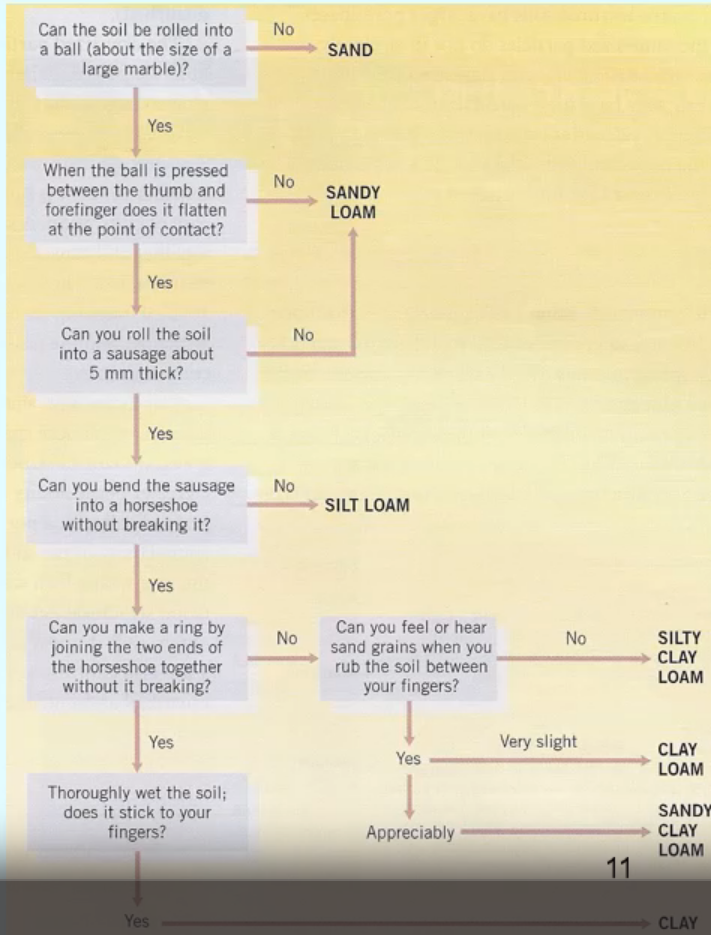 Can the soil be rolled into
a ball (about the size of a
large marble)?
No
SAND
Yes
When the ball is pressed
between the thumb and
forefinger does it flatten
at the point of contact?
No
SANDY
LOAM
Yes
Can you roll the soil
into a sausage about
5 mm thick?
No
Yes
Can you bend the sausage
into a horseshoe
without breaking it?
No
SILT LOAM
Yes
Can you make a ring by
joining the two ends of
the horseshoe together
without it breaking?
No
Can you feel or hear
sand grains when you
rub the soil between
your fingers?
No
SILTY
CLAY
LOAM
Yes
Yes
Very slight
CLAY
LOAM
Appreciably
SANDY
CLAY
LOAM
Thoroughly wet the soil;
does it stick to your
fingers?
11
Yes
CLAY